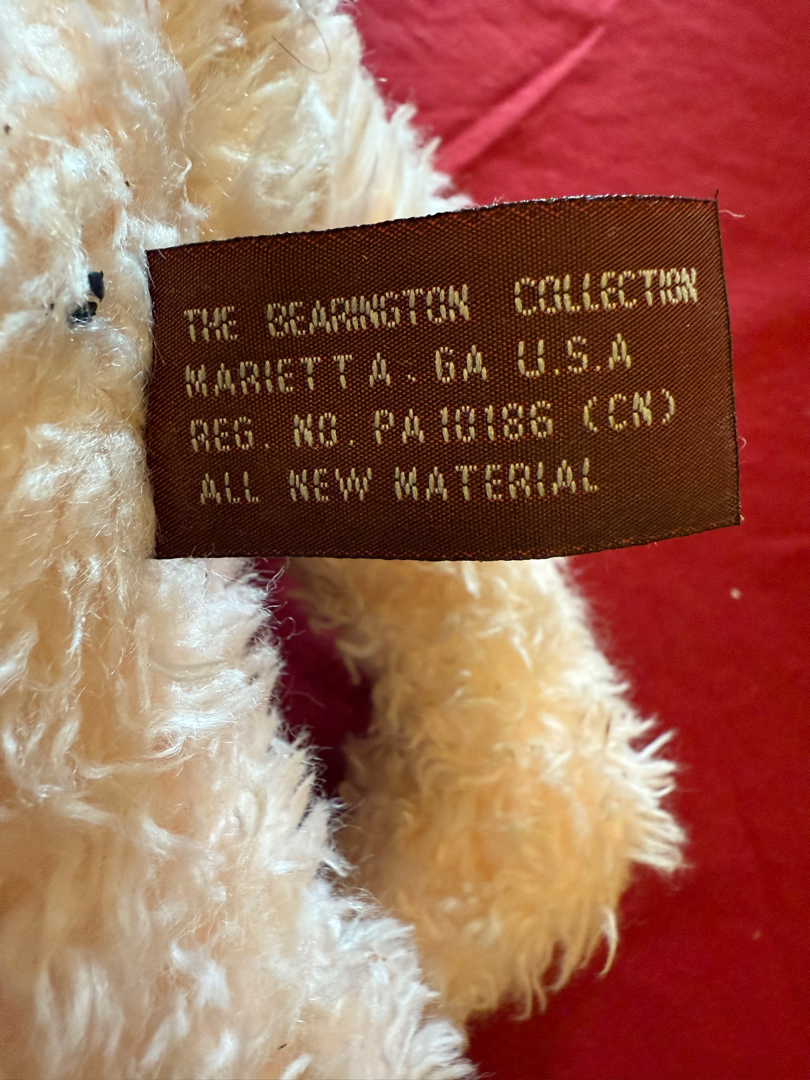 THE BEARINGTON COLLECTION
MARIETTA. GA U.S.A
REG. NO. PA 10186 (CN)
ALL NEW MATERIAL